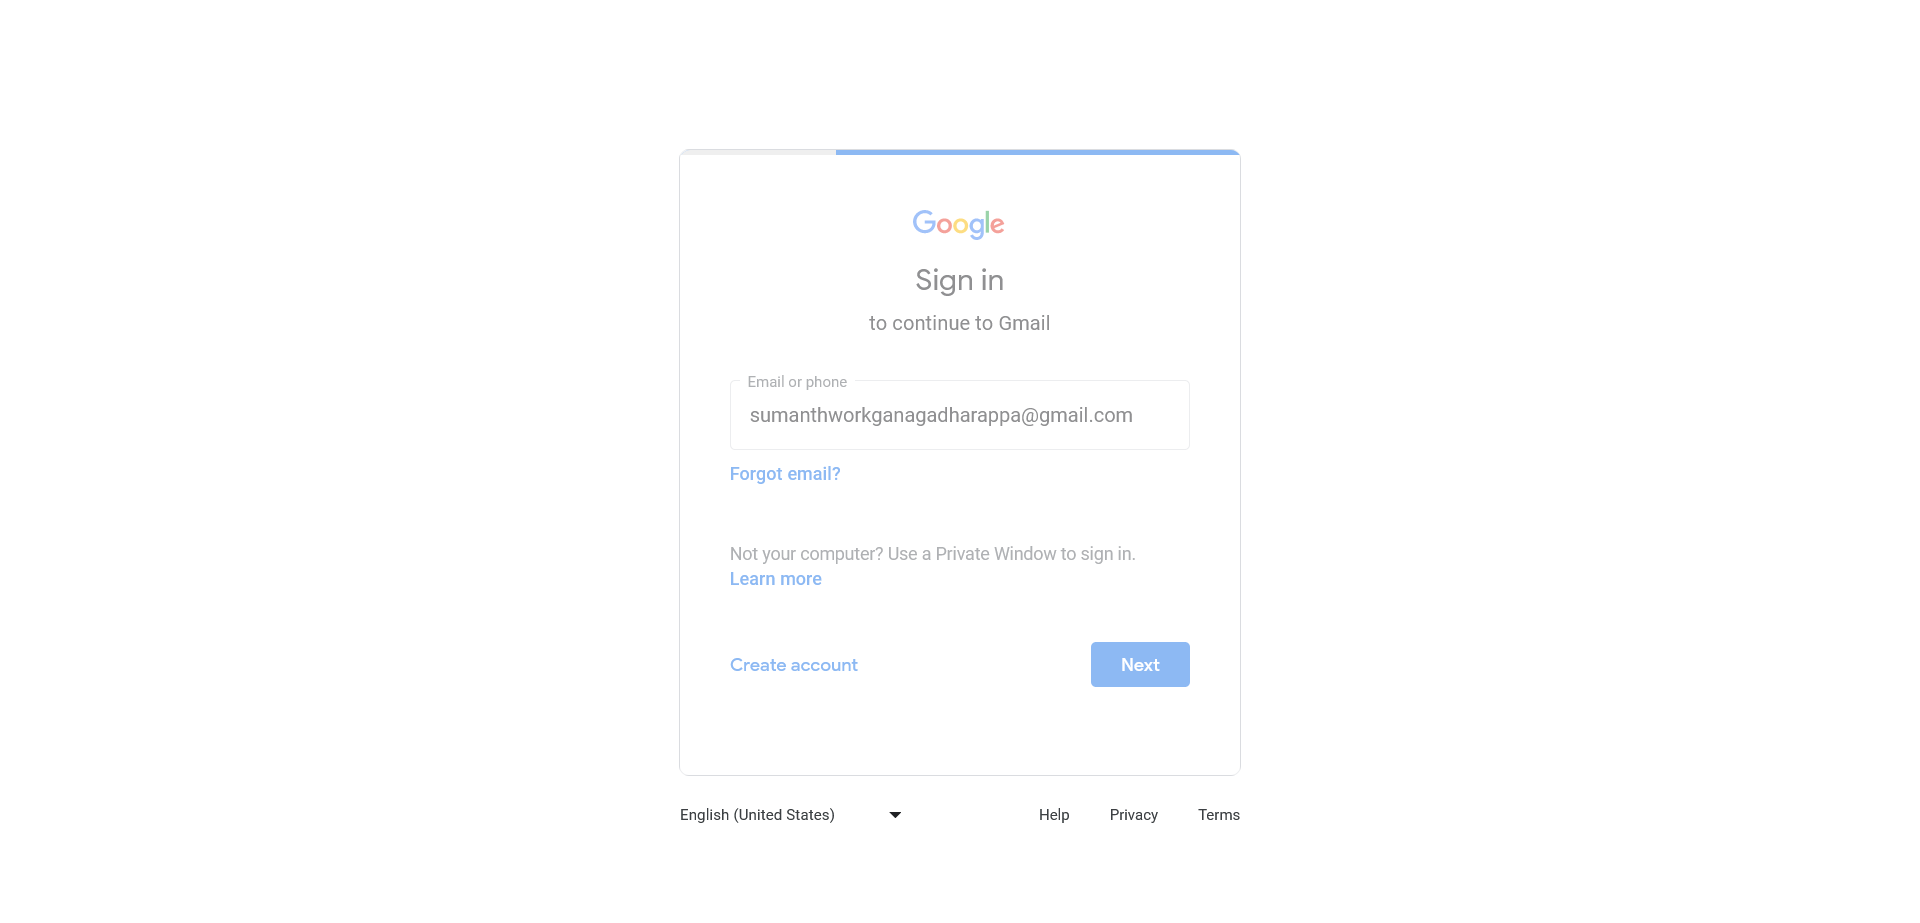 Google
Sign in
to continue to Gmail
Email or phone
sumanthworkganagadharappa@gmail.com
Forgot email?
Not your computer? Use a Private Window to sign in.
Learn more
Create account
Next
English (United States)
Help
Privacy
Terms